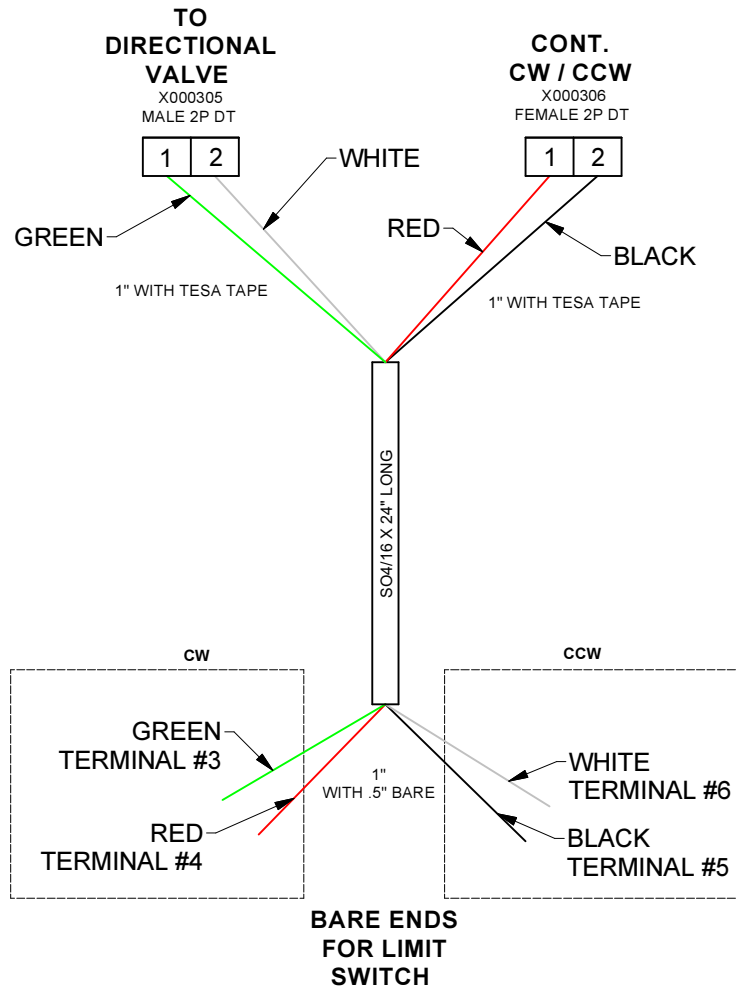 TO
DIRECTIONAL
VALVE
X000305
MALE 2P DT
1 2
WHITE
GREEN
1" WITH TESA TAPE
CONT.
CW / CCW
X000306
FEMALE 2P DT
1 2
RED
BLACK
1" WITH TESA TAPE
SO4/16 X 24" LONG
CW
GREEN
TERMINAL #3
RED
TERMINAL #4
1"
WITH .5" BARE
CCW
WHITE
TERMINAL #6
BLACK
TERMINAL #5
BARE ENDS
FOR LIMIT
SWITCH